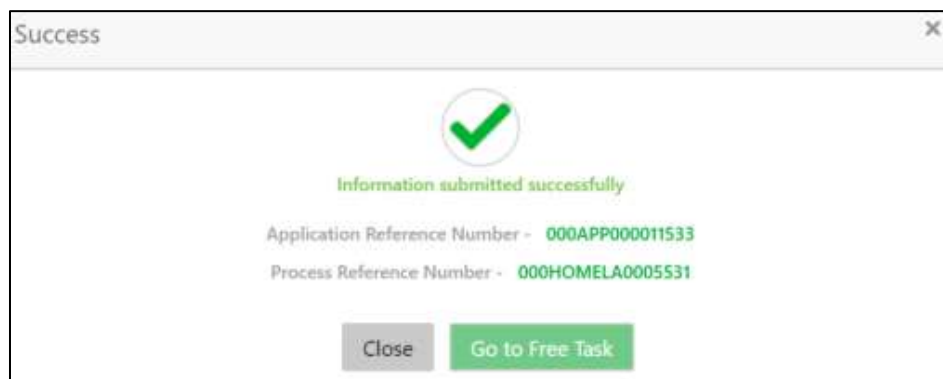 Success
Information submitted successfully
Application Reference Number - 000APP000011533
Process Reference Number - 000HOMELA0005531
Close Go to Free Task